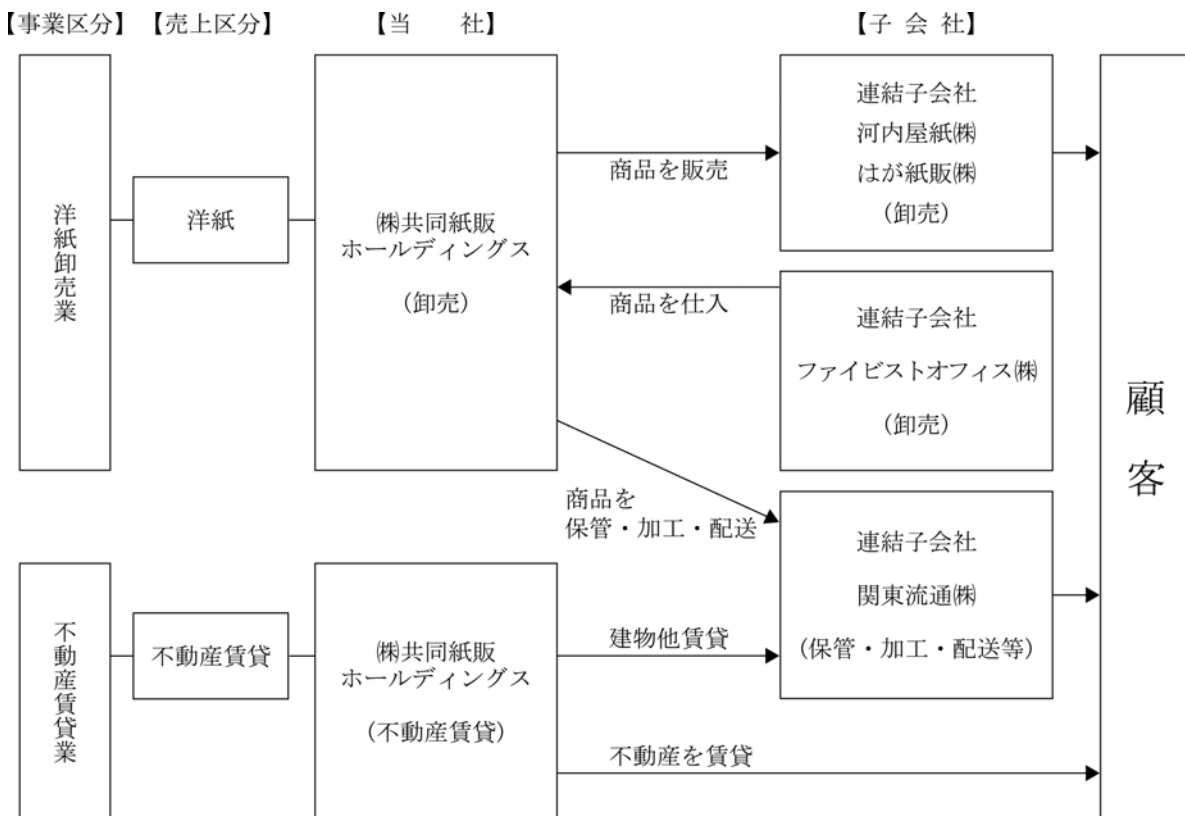 【事業区分】 【売上区分】 【当　　社】 【子 会 社】
洋紙卸売業
洋紙
㈱共同紙販
ホールディングス
(卸売)
商品を販売
連結子会社
河内屋紙㈱
はが紙販㈱
(卸売)
商品を仕入
連結子会社
ファイビストオフィス㈱
(卸売)
商品を
保管・加工・配送
連結子会社
関東流通㈱
(保管・加工・配送等)
不動産賃貸業
不動産賃貸
㈱共同紙販
ホールディングス
(不動産賃貸)
建物他賃貸
不動産を賃貸
顧客